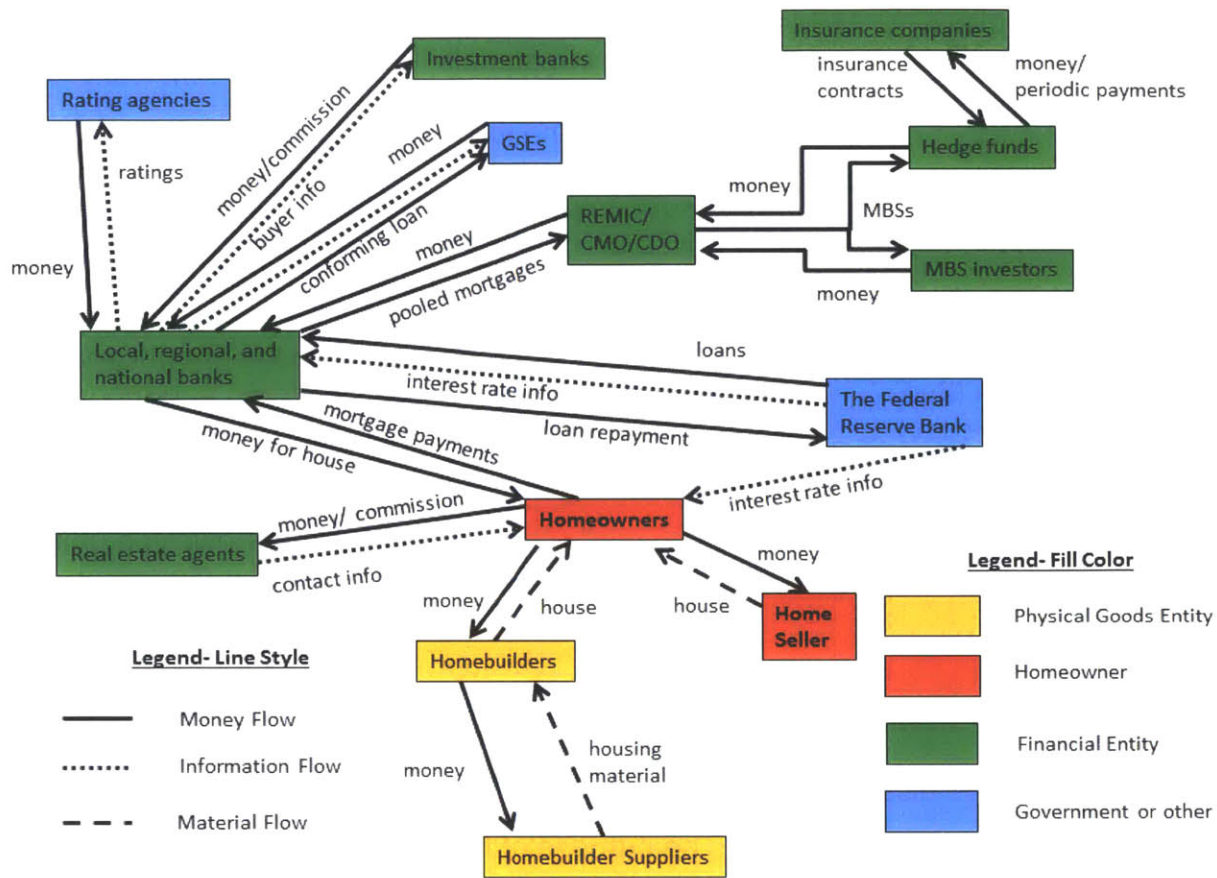 Insurance companies
Investment banks
insurance
contracts
money/
periodic payments
Rating agencies
money/commission
money
GSEs
Hedge funds
ratings
buyer info
conforming loan
money
REMIC/
CMO/CDO
MBSs
money
money
pooled mortgages
MBS investors
money
Local, regional, and
national banks
loans
interest rate info
The Federal
Reserve Bank
mortgage payments
loan repayment
money for house
interest rate info
money/ commission
Homeowners
Real estate agents
contact info
money
Legend- Fill Color
money
house
house
Home
Seller
Physical Goods Entity
Legend- Line Style
Homebuilders
Homeowner
Money Flow
housing
material
Financial Entity
Information Flow
money
Material Flow
Government or other
Homebuilder Suppliers